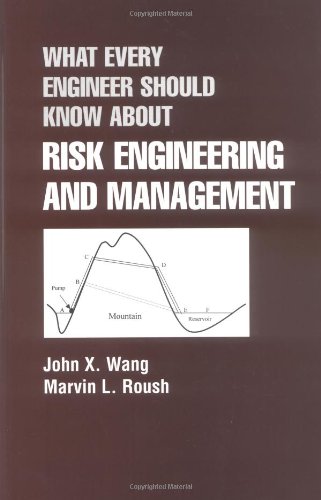 WHAT EVERY
ENGINEER SHOULD
KNOW ABOUT
RISK ENGINEERING
AND MANAGEMENT
C
D
Pump
B
A
E
F
Mountain
Reservoir
John X. Wang
Marvin L. Roush